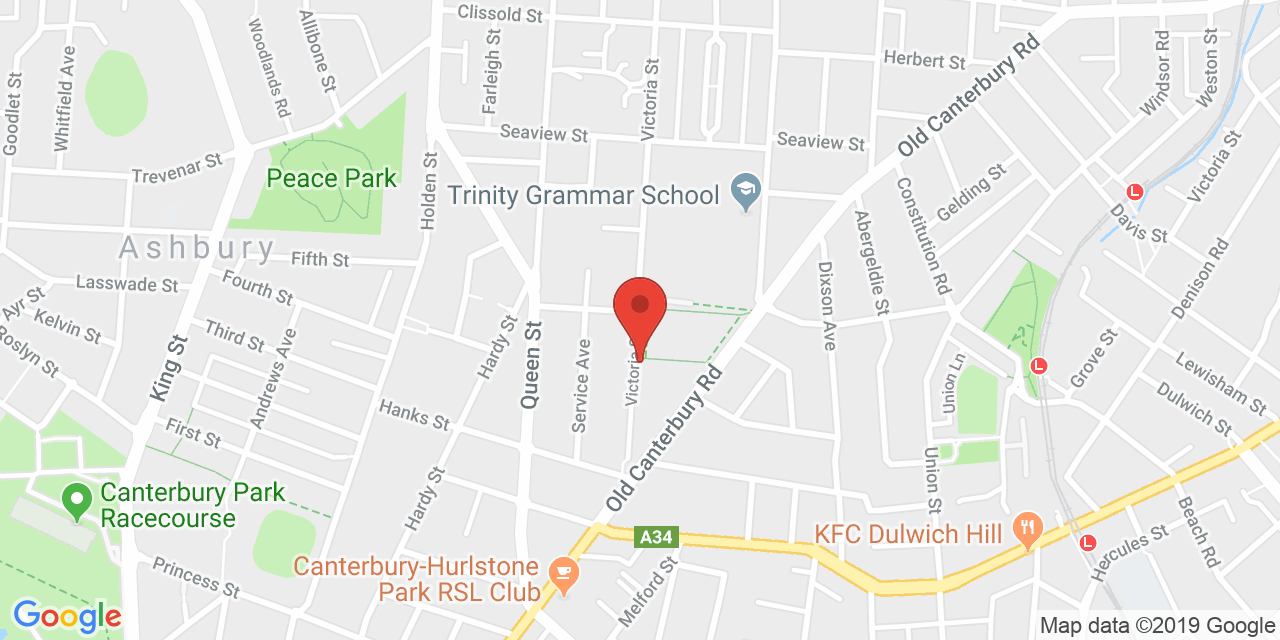 Clissold St
Allibone St
Woodlands Rd
Farleigh St
Victoria St
Herbert St
Old Canterbury Rd
Windsor Rd
Weston St
Goodlet St
Whitfield Ave
Seaview St
Seaview St
Trevenar St
Peace Park
Holden St
Trinity Grammar School
Constitution Rd
Gelding St
Victoria St
Davis St
Ashbury
Fifth St
Abergeldie St
Dixson Ave
Denison Rd
Lasswade St
Fourth St
Ayr St
Kelvin St
Third St
Roslyn St
King St
Andrews Ave
Hardy St
Queen St
Service Ave
Victoria
Old Canterbury Rd
Union Ln
Grove St
Lewisham St
Dulwich St
Hanks St
First St
Union St
Canterbury Park
Racecourse
Hardy St
A34
KFC Dulwich Hill
Beach Rd
Hercules St
Canterbury-Hurlstone
Park RSL Club
Princess St
Melford St
Google
Map data ©2019 Google
L
L
L